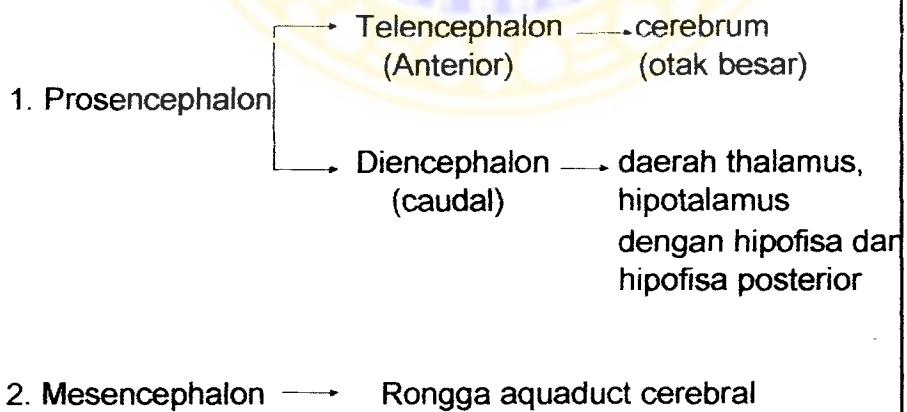 Telencephalon → cerebrum
(Anterior) (otak besar)
1. Prosencephalon
Diencephalon → daerah thalamus,
(caudal) hipotalamus
dengan hipofisa dan
hipofisa posterior
2. Mesencephalon → Rongga aquaduct cerebral